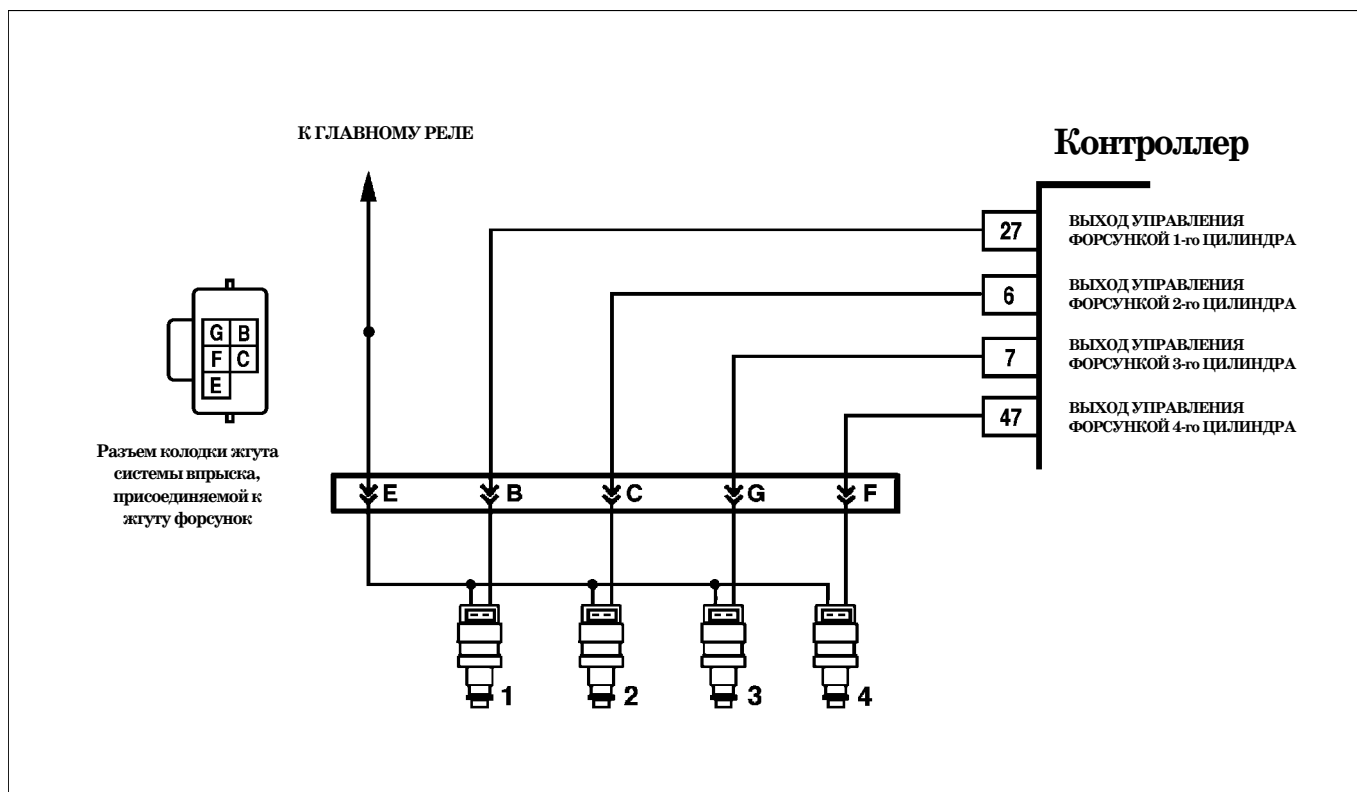 К ГЛАВНОМУ РЕЛЕ
Контроллер
27
ВЫХОД УПРАВЛЕНИЯ
ФОРСУНКОЙ 1-го ЦИЛИНДРА
6
ВЫХОД УПРАВЛЕНИЯ
ФОРСУНКОЙ 2-го ЦИЛИНДРА
7
ВЫХОД УПРАВЛЕНИЯ
ФОРСУНКОЙ 3-го ЦИЛИНДРА
47
ВЫХОД УПРАВЛЕНИЯ
ФОРСУНКОЙ 4-го ЦИЛИНДРА
G B
F C
E
Разъем колодки жгута
системы впрыска,
присоединяемой к
жгуту форсунок
E B C G F
1 2 3 4